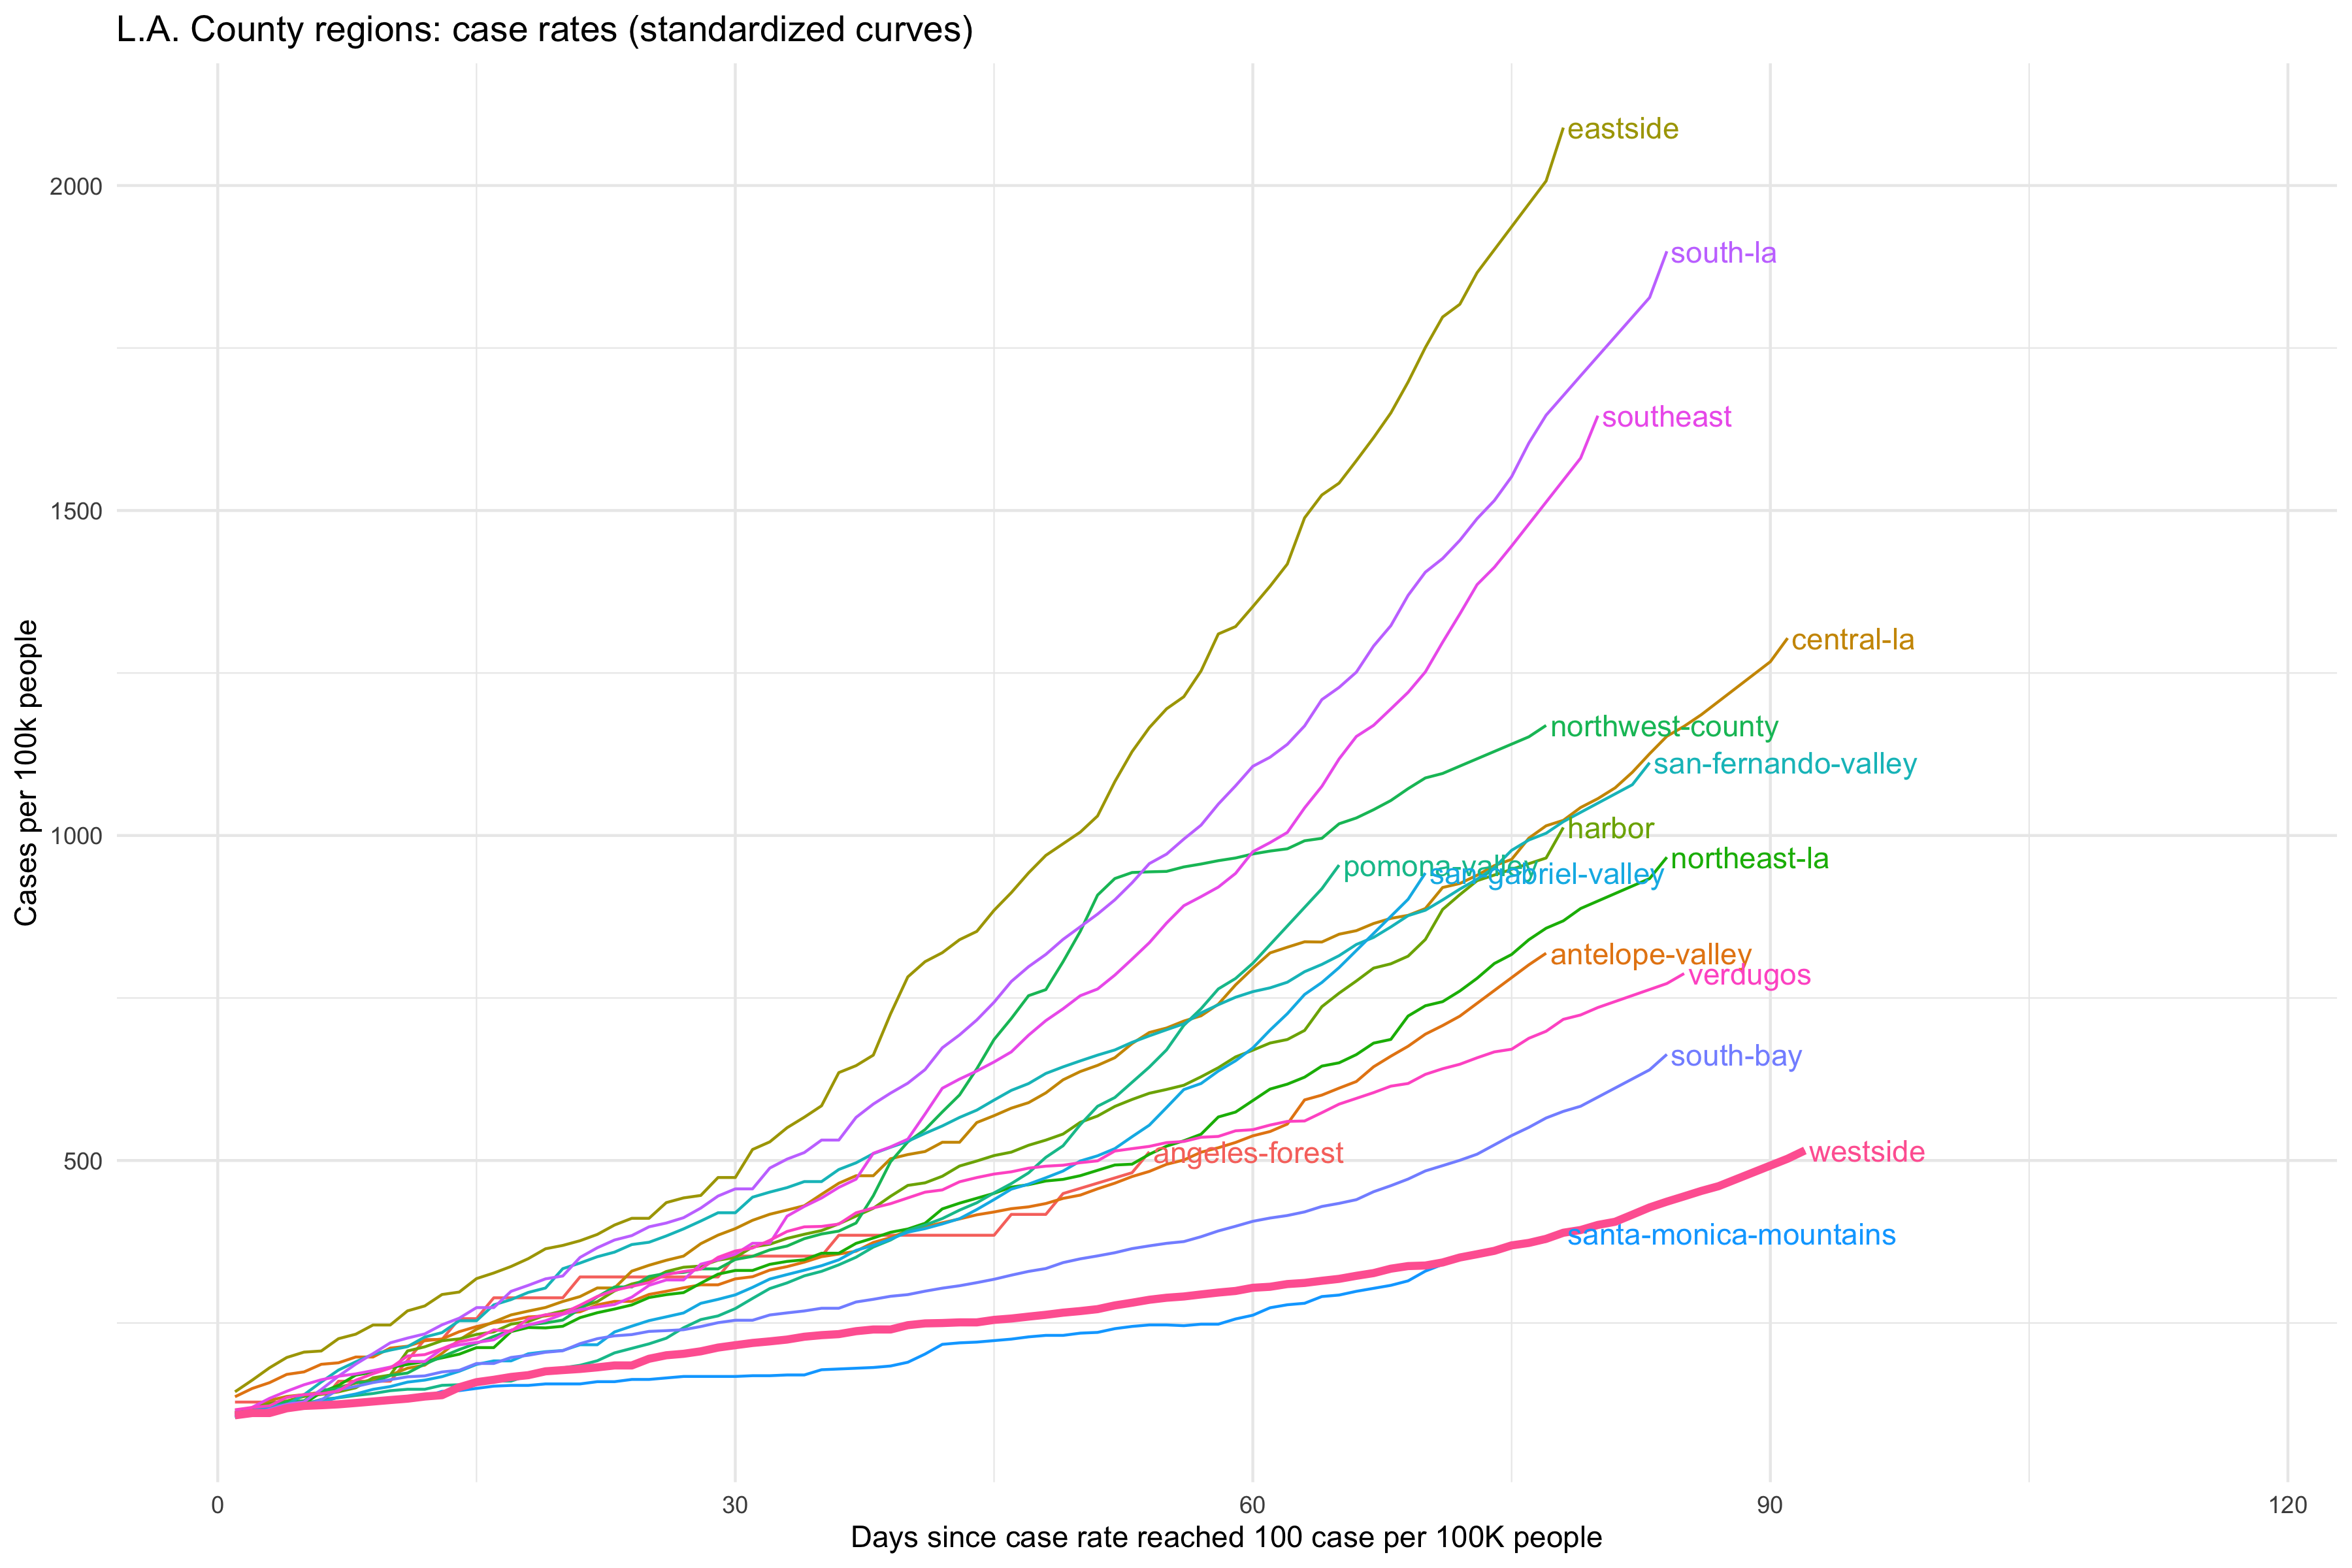 L.A. County regions: case rates (standardized curves)
eastside
2000
south-la
southeast
1500
central-la
northwest-county
san-fernando-valley
harbor
1000
northeast-la
pomona-valley
san-gabriel-valley
antelope-valley
verdugos
south-bay
westside
angeles-forest
500
santa-monica-mountains
Cases per 100k people
0 30 60 90 120
Days since case rate reached 100 case per 100K people